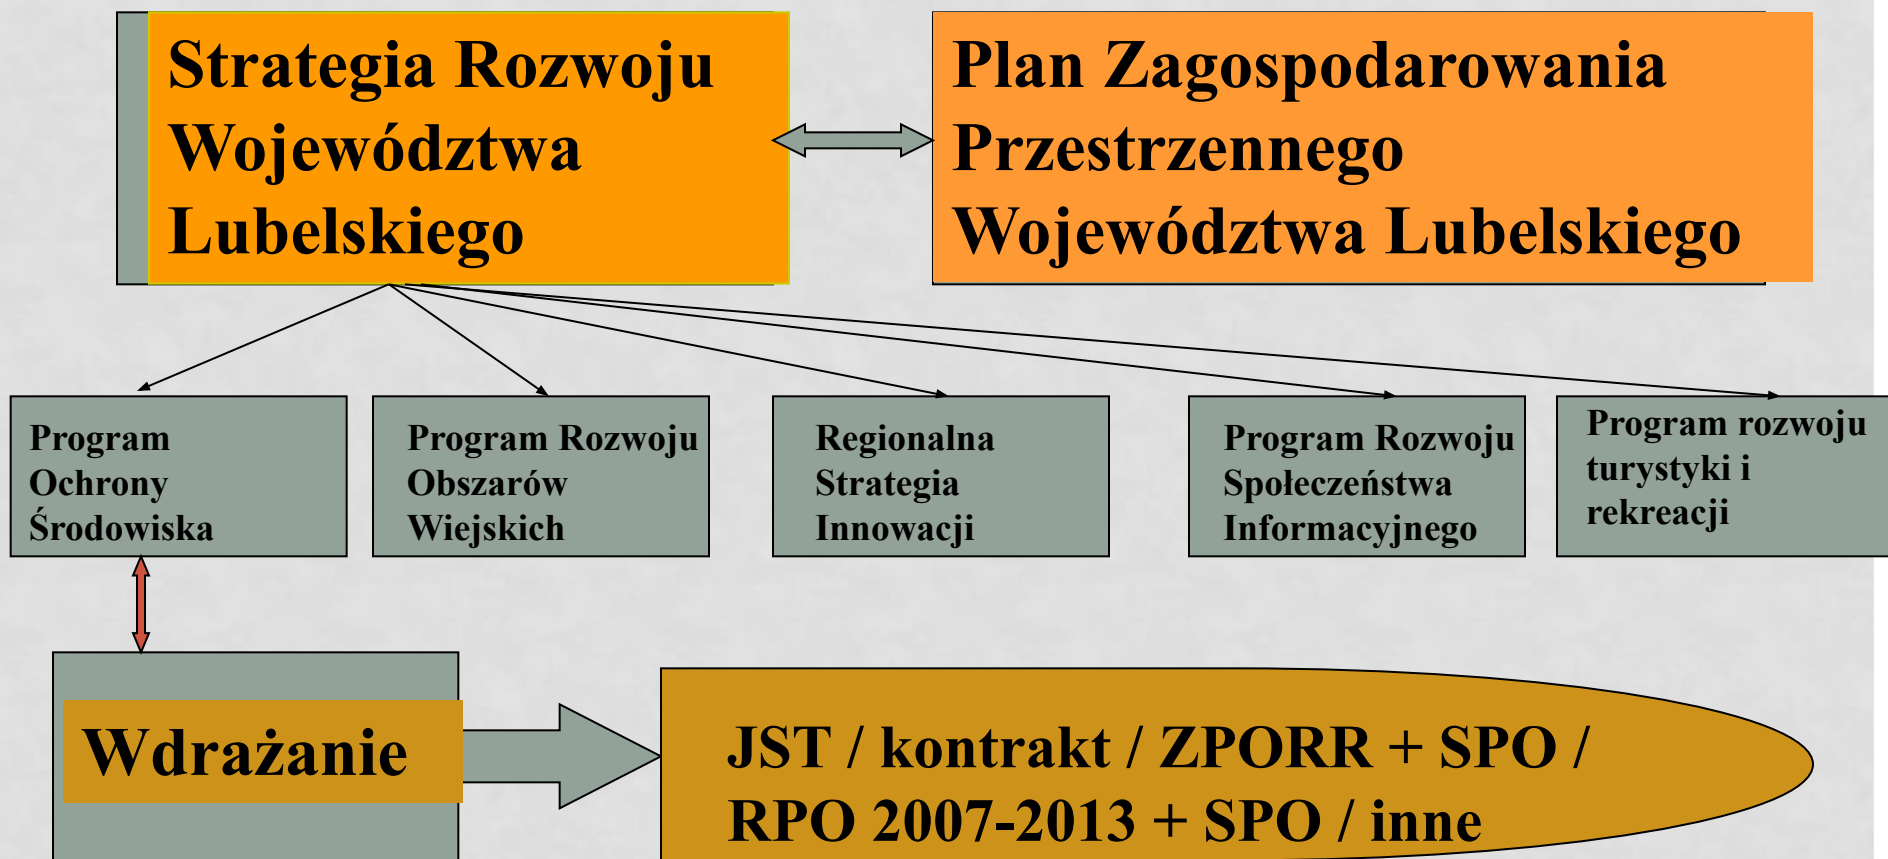 Strategia Rozwoju
Województwa
Lubelskiego
Plan Zagospodarowania
Przestrzennego
Województwa Lubelskiego
Program
Ochrony
Środowiska
Program Rozwoju
Obszarów
Wiejskich
Regionalna
Strategia
Innowacji
Program Rozwoju
Społeczeństwa
Informacyjnego
Program rozwoju
turystyki i
rekreacji
Wdrażanie
JST / kontrakt / ZPORR + SPO /
RPO 2007-2013 + SPO / inne